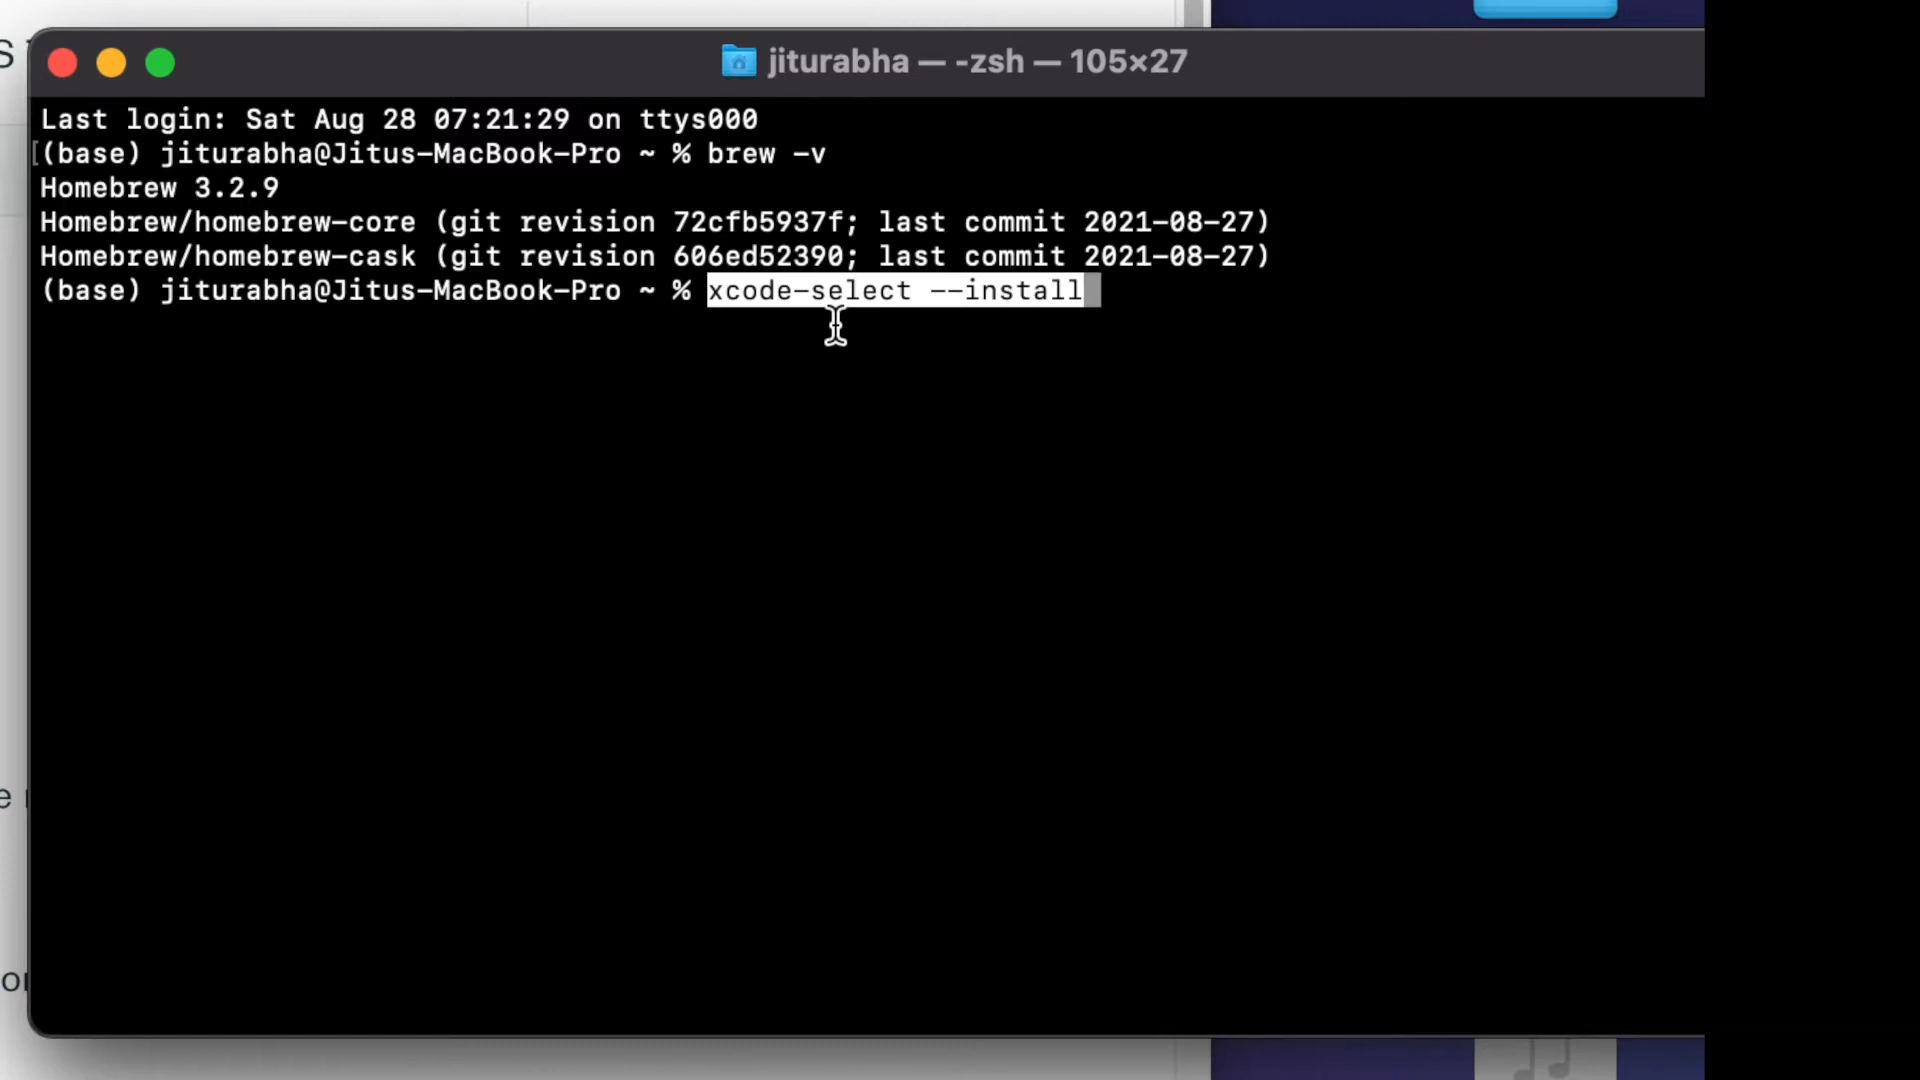 jiturabha — -zsh — 105×27
Last login: Sat Aug 28 07:21:29 on ttys000
[(base) jiturabha@Jitus-MacBook-Pro ~ % brew -v
Homebrew 3.2.9
Homebrew/homebrew-core (git revision 72cfb5937f; last commit 2021-08-27)
Homebrew/homebrew-cask (git revision 606ed52390; last commit 2021-08-27)
(base) jiturabha@Jitus-MacBook-Pro ~ % xcode-select --install